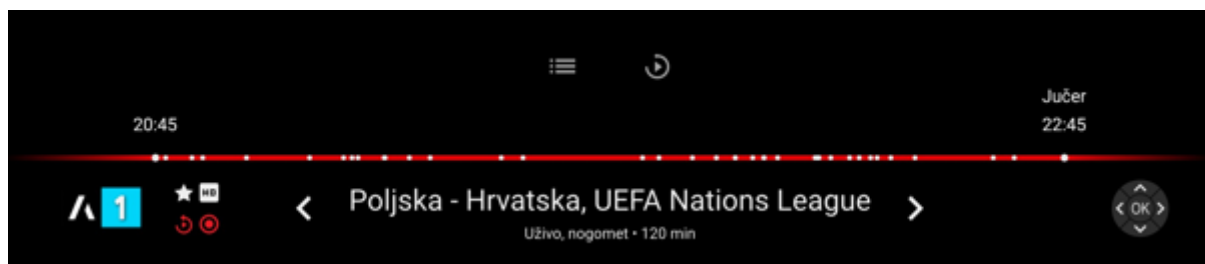 Jučer
20:45
22:45
1
HD
Poljska - Hrvatska, UEFA Nations League
Uživo, nogomet • 120 min
OK